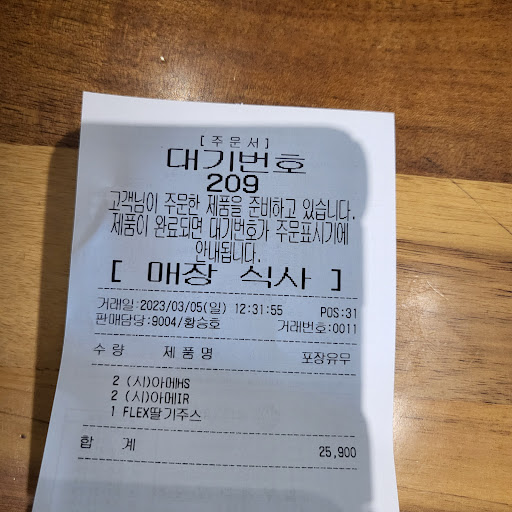 [주문서]
대기번호
209
고객님이 주문한 제품을 준비하고 있습니다.
제품이 완료되면 대기번호가 주문표시기에
안내됩니다.
[ 매장 식사 ]
거래일:2023/03/05(일) 12:31:55 POS:31
판매담당:9004/황승호 거래번호:0011
수량 제품명 포장유무
2 (시)아메HS
2 (시)아메IR
1 FLEX딸기주스
합 계 25,900